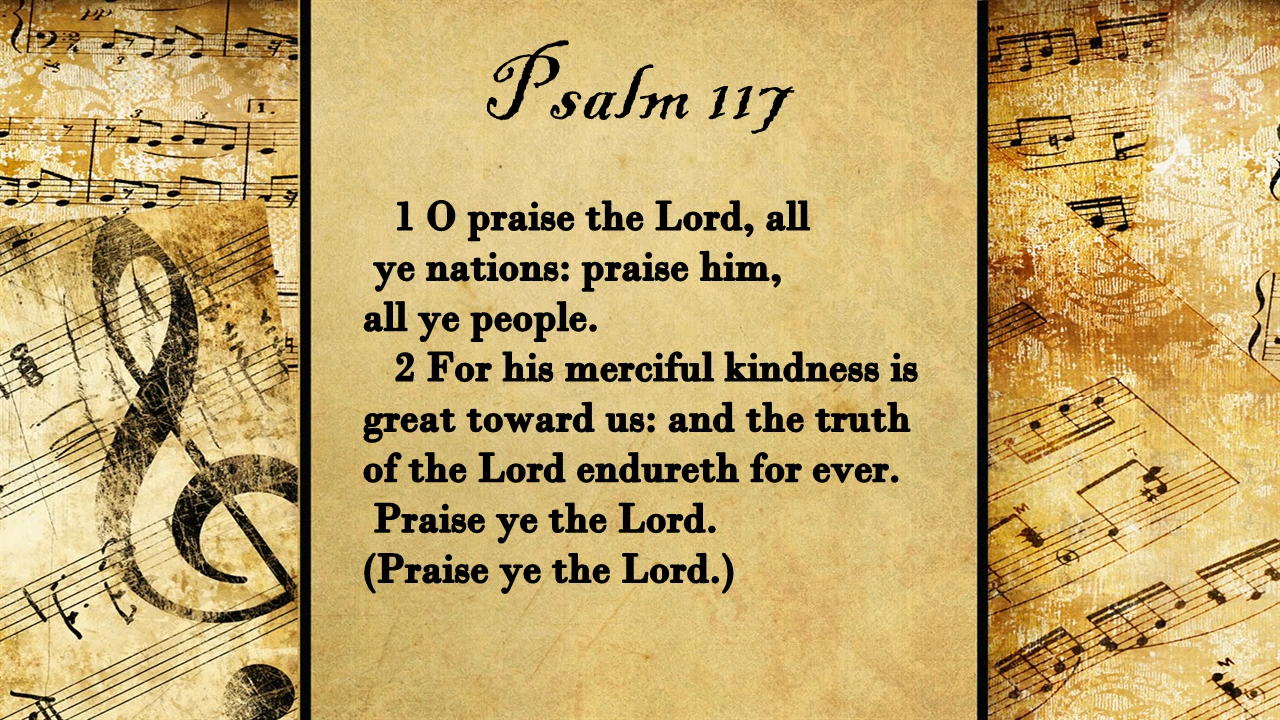 Psalm 117
1 O praise the Lord, all
ye nations: praise him,
all ye people.
2 For his merciful kindness is
great toward us: and the truth
of the Lord endureth for ever.
Praise ye the Lord.
(Praise ye the Lord.)